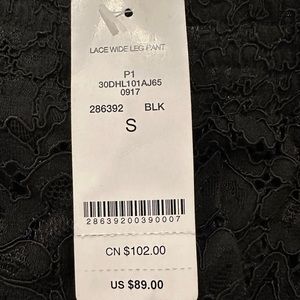 LACE WIDE LEG PANT
P1
30DHL101AJ65
0917
286392 BLK
S
28639200390007
CN $102.00
US $89.00